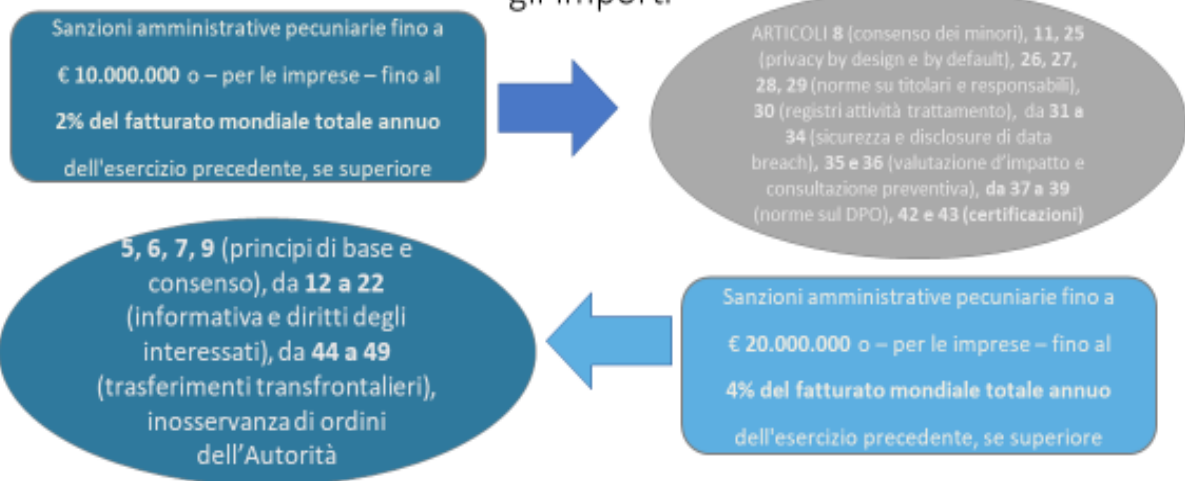 gli importi
Sanzioni amministrative pecuniarie fino a
€ 10.000.000 o – per le imprese – fino al
2% del fatturato mondiale totale annuo
dell'esercizio precedente, se superiore
ARTICOLI 8 (consenso dei minori), 11, 25
(privacy by design e by default), 26, 27,
28, 29 (norme su titolari e responsabili),
30 (registri attività trattamento), da 31 a
34 (sicurezza e disclosure di data
breach), 35 e 36 (valutazione d'impatto e
consultazione preventiva), da 37 a 39
(norme sul DPO), 42 e 43 (certificazioni)
5, 6, 7, 9 (principi di base e
consenso), da 12 a 22
(informativa e diritti degli
interessati), da 44 a 49
(trasferimenti transfrontalieri),
inosservanza di ordini
dell'Autorità
Sanzioni amministrative pecuniarie fino a
€ 20.000.000 o – per le imprese – fino al
4% del fatturato mondiale totale annuo
dell'esercizio precedente, se superiore